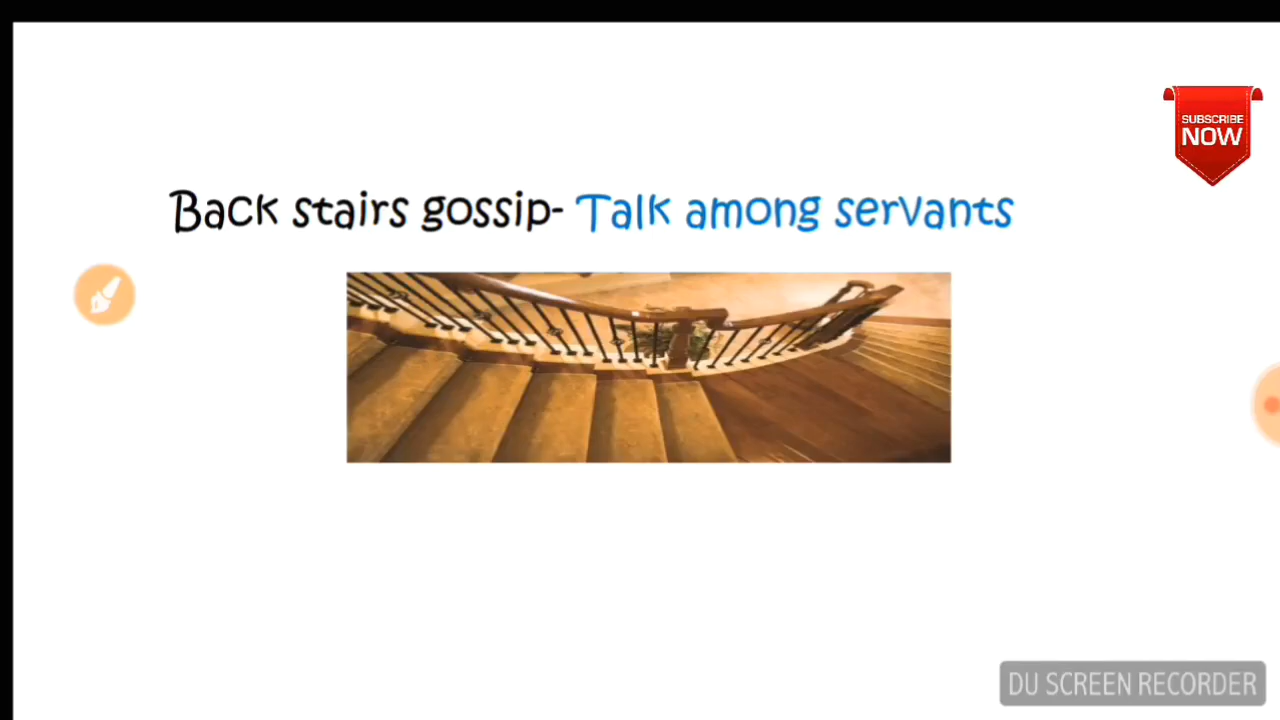 SUBSCRIBE
NOW
Back stairs gossip- Talk among servants
DU SCREEN RECORDER